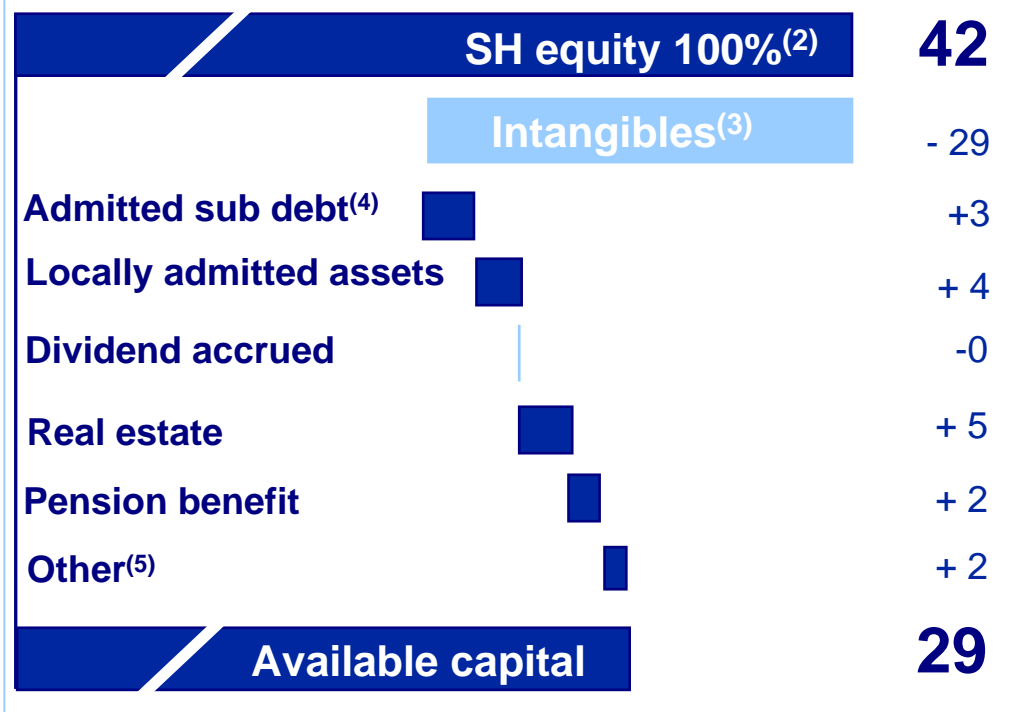 SH equity 100%(2) 42
Intangibles(3) - 29
Admitted sub debt(4) +3
Locally admitted assets + 4
Dividend accrued -0
Real estate + 5
Pension benefit + 2
Other(5) + 2
Available capital 29